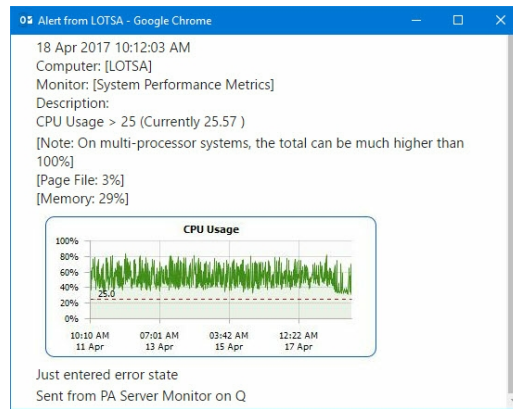 Alert from LOTSA - Google Chrome
18 Apr 2017 10:12:03 AM
Computer: [LOTSA]
Monitor: [System Performance Metrics]
Description:
CPU Usage > 25 (Currently 25.57 )
[Note: On multi-processor systems, the total can be much higher than
100%]
[Page File: 3%]
[Memory: 29%]
CPU Usage
100%
80%
60%
40%
25.0
20%
0%
10:10 AM 07:01 AM 03:42 AM 12:22 AM
11 Apr 13 Apr 15 Apr 17 Apr
Just entered error state
Sent from PA Server Monitor on Q